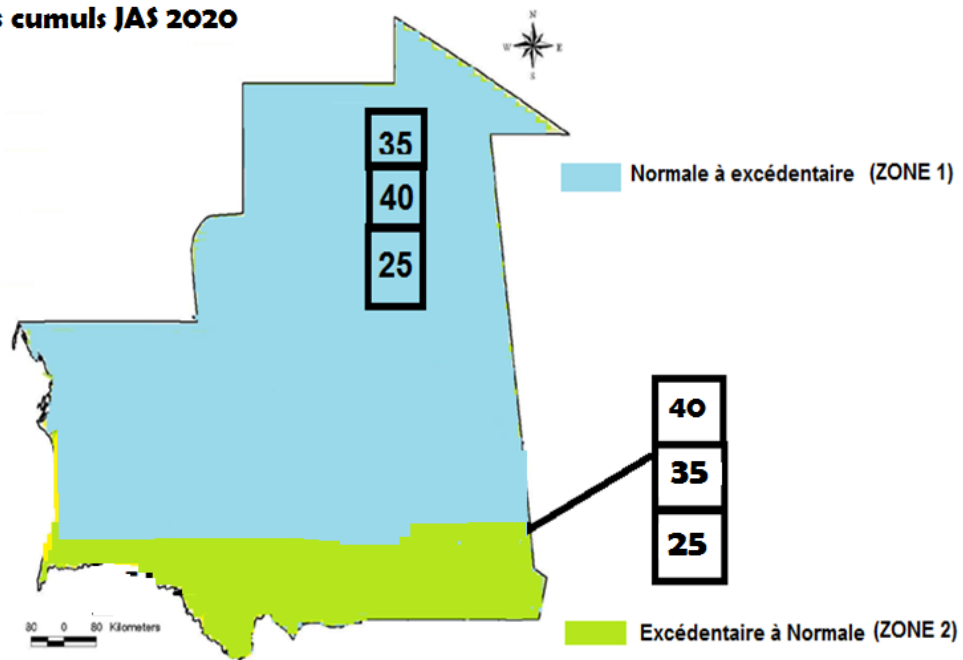 s cumuls JAS 2020
N
W E
S
35
40
25
Normale à excédentaire (ZONE 1)
40
35
25
80 0 80 Kilometers
Excédentaire à Normale (ZONE 2)